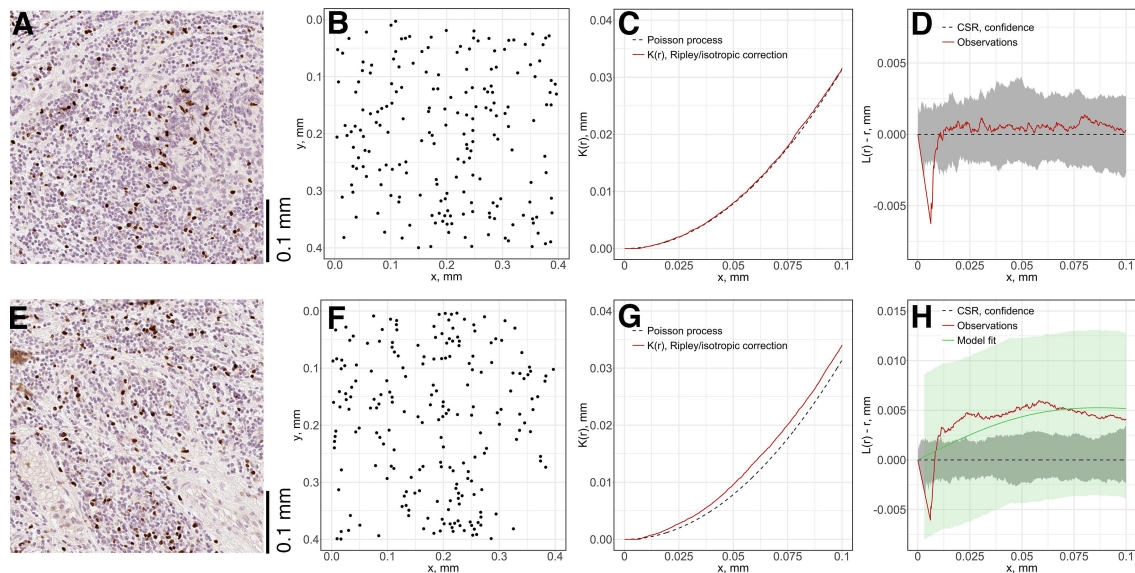 A
0.1 mm
B
0.0
0.1
0.2
0.3
0.4
y, mm
0.0 0.1 0.2 0.3 0.4
x, mm
C
Poisson process
K(r), Ripley/isotropic correction
0.04
0.03
0.02
0.01
0.00
K(r), mm
0 0.025 0.05 0.075 0.1
x, mm
D
CSR, confidence
Observations
0.005
0.000
-0.005
L(r) - r, mm
0 0.025 0.05 0.075 0.1
x, mm
E
0.1 mm
F
0.0
0.1
0.2
0.3
0.4
y, mm
0.0 0.1 0.2 0.3 0.4
x, mm
G
Poisson process
K(r), Ripley/isotropic correction
0.04
0.03
0.02
0.01
0.00
K(r), mm
0 0.025 0.05 0.075 0.1
x, mm
H
CSR, confidence
Observations
Model fit
0.015
0.010
0.005
0.000
-0.005
L(r) - r, mm
0 0.025 0.05 0.075 0.1
x, mm